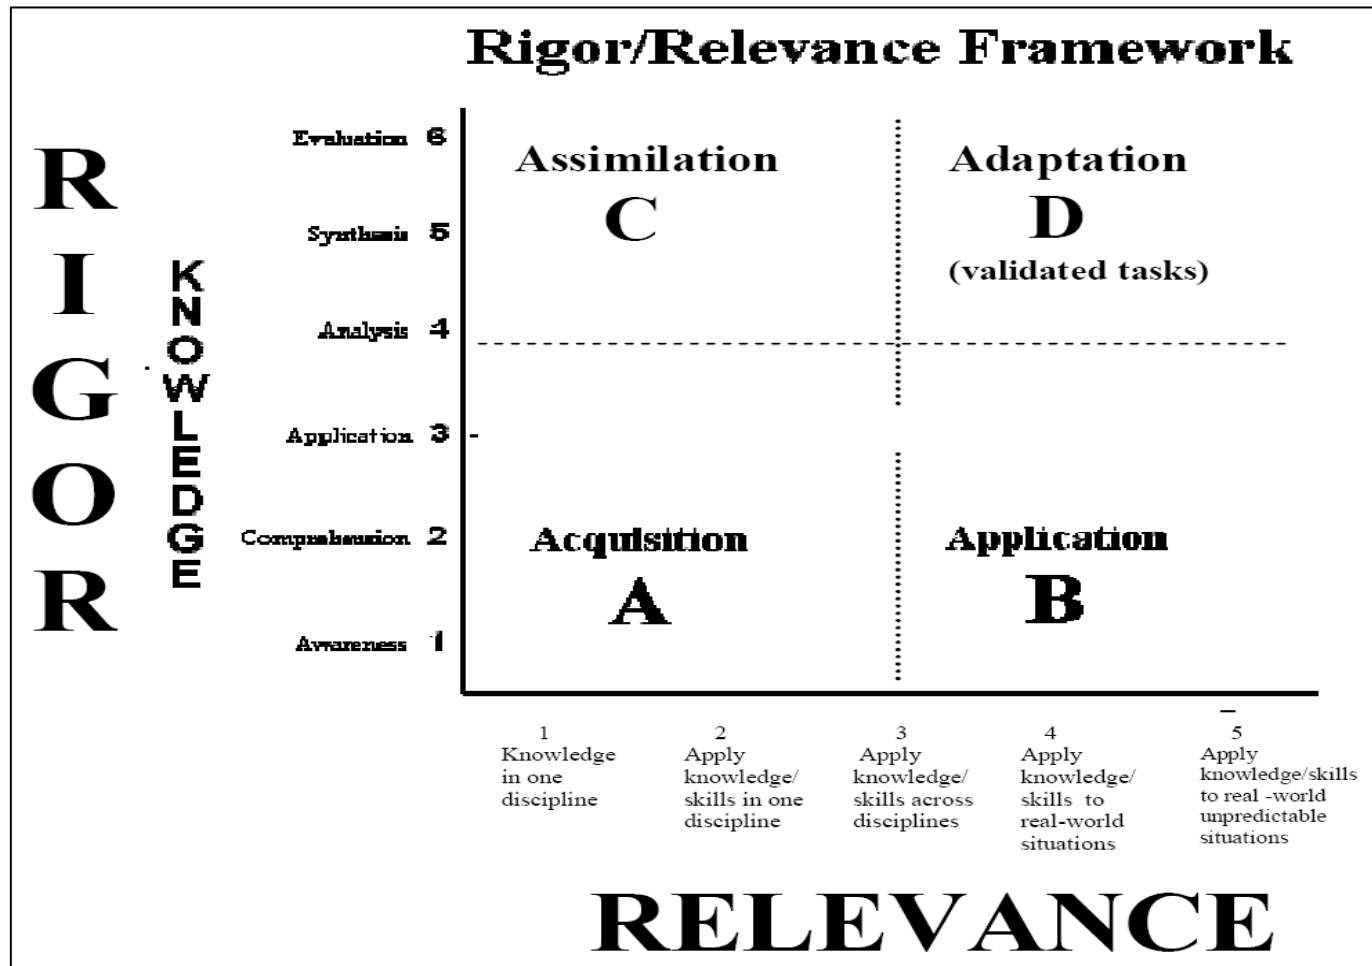 Rigor/Relevance Framework
RIGOR
KNOWLEDGE
Evaluation 6
Synthesis 5
Analysis 4
Application 3
Comprehension 2
Awareness 1
Assimilation
C
Adaptation
D
(validated tasks)
Acquisition
A
Application
B
1
Knowledge
in one
discipline
2
Apply
knowledge/
skills in one
discipline
3
Apply
knowledge/
skills across
disciplines
4
Apply
knowledge/
skills to
real-world
situations
5
Apply
knowledge/skills
to real -world
unpredictable
situations
RELEVANCE